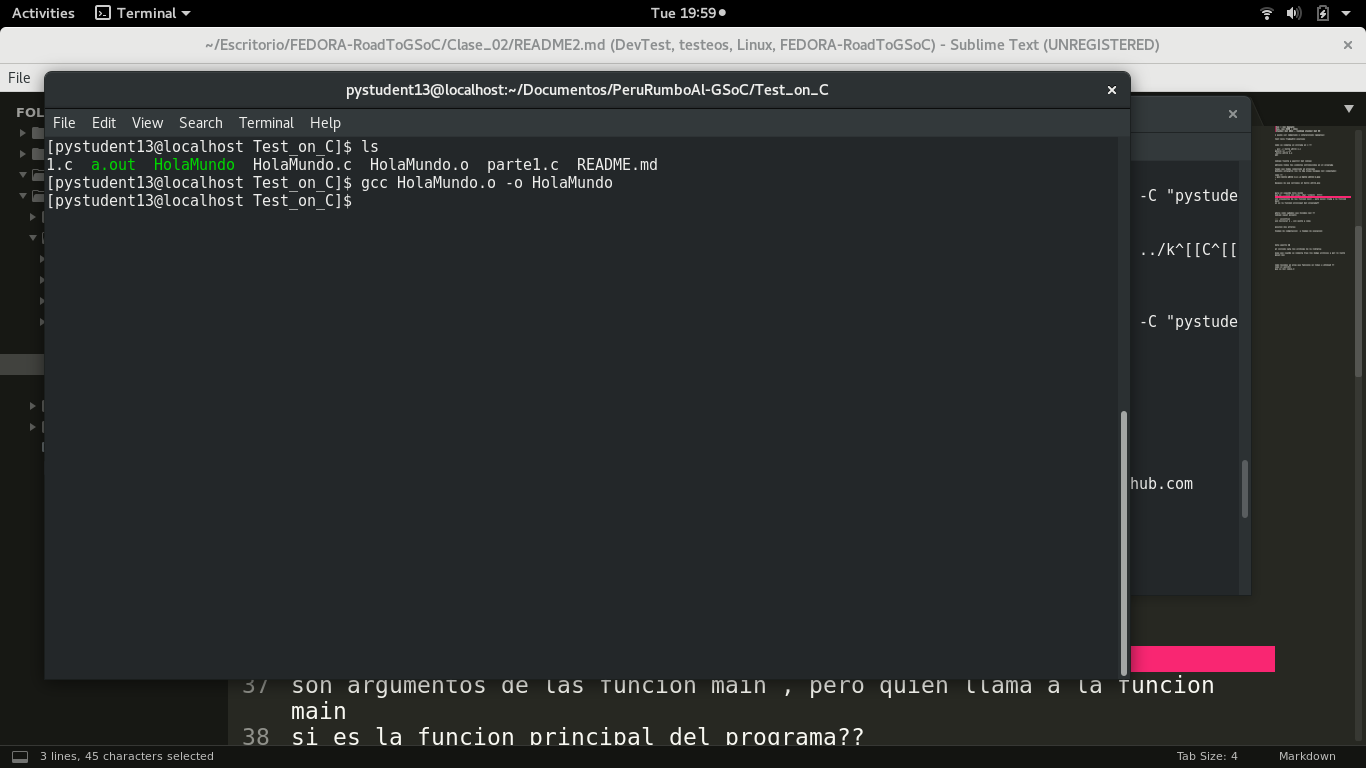 Activities Terminal Tue 19:59
~/Escritorio/FEDORA-RoadToGSoC/Clase_02/README2.md (DevTest, testeos, Linux, FEDORA-RoadToGSoC) - Sublime Text (UNREGISTERED)
File
FOL
pystudent13@localhost:~/Documentos/PeruRumboAl-GSoC/Test_on_C
File Edit View Search Terminal Help
[pystudent13@localhost Test_on_C]$ ls
1.c a.out HolaMundo HolaMundo.c HolaMundo.o parte1.c README.md
[pystudent13@localhost Test_on_C]$ gcc HolaMundo.o -o HolaMundo
[pystudent13@localhost Test_on_C]$
-C "pystude
../k^[[C^[[
-C "pystude
hub.com
37 son argumentos de las funcion main , pero quien llama a la funcion
main
38 si es la funcion principal del programa??
3 lines, 45 characters selected
Tab Size: 4 Markdown